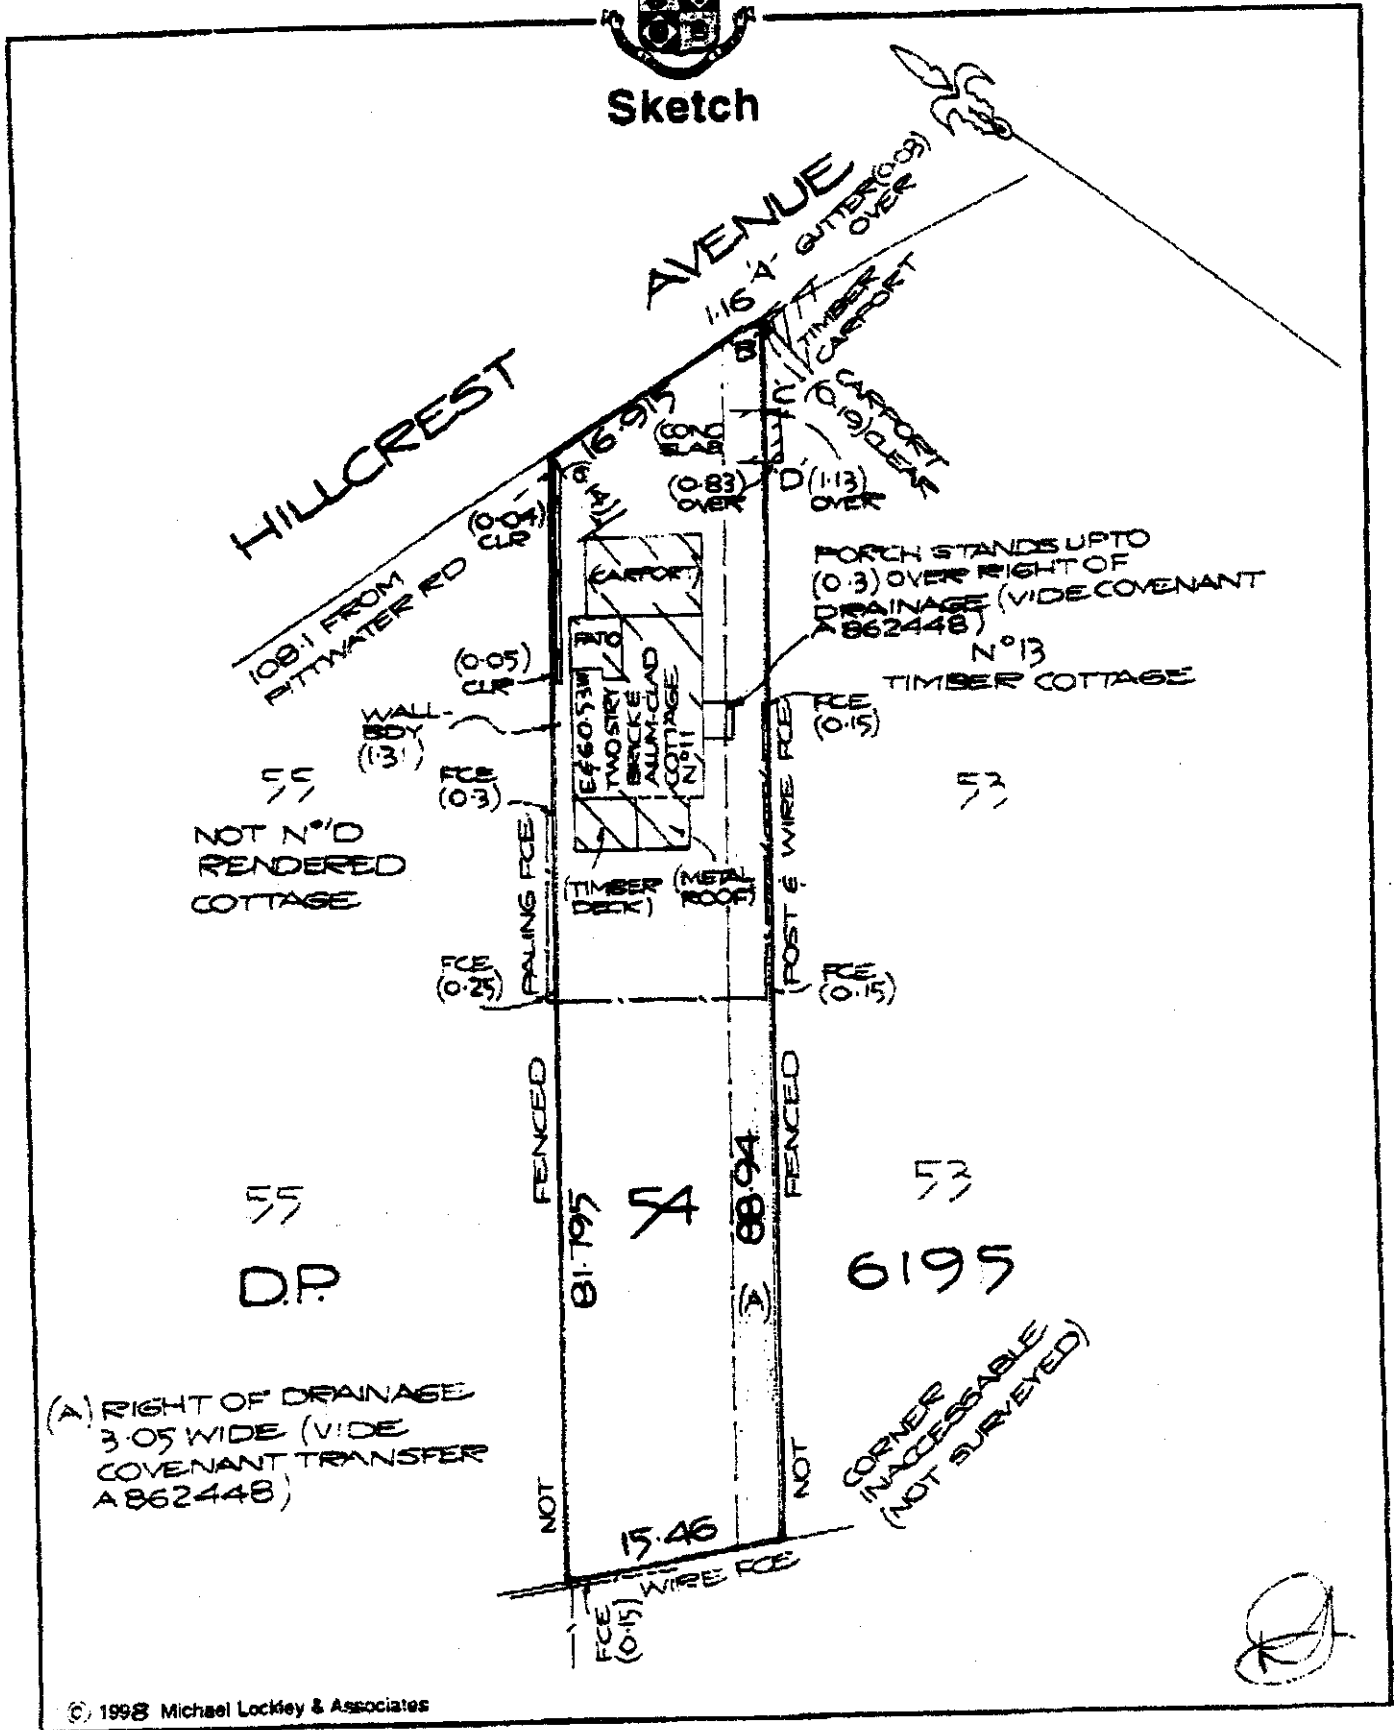 Sketch
HILLCREST AVENUE
1.16 'A' GUTTER (0.03)
OVER
TIMBER
CARPORT
16.915
'B'
'C'
CARPORT
(0.19) CLEAR
(CONC
SLAB)
(0.83)
OVER
'D' (1.13)
OVER
(0.04)
CLR
108.1 FROM
PITTWATER RD
(CARPORT)
PORCH STANDS UPTO
(0.3) OVER RIGHT OF
DRAINAGE (VIDE COVENANT
A862448)
Nº13
TIMBER COTTAGE
(0.05)
CLR
WALL-
BDY
(1.3)
TWO STRY
BRICK &
ALUM-CLAD
COTTAGE
Nº11
FCE
(0.15)
FCE
(0.3)
55
53
NOT Nº'D
RENDERED
COTTAGE
PALING FCE
POST & WIRE FCE
(TIMBER
DECK)
(METAL
ROOF)
FCE
(0.25)
FCE
(0.15)
NOT FENCED
NOT FENCED
55
54
53
81.795
88.94
(A)
D.P. 6195
(A) RIGHT OF DRAINAGE
3.05 WIDE (VIDE
COVENANT TRANSFER
A862448)
CORNER
INACCESSABLE
(NOT SURVEYED)
15.46
WIRE FCE
FCE
(0.15)
© 1998 Michael Lockley & Associates